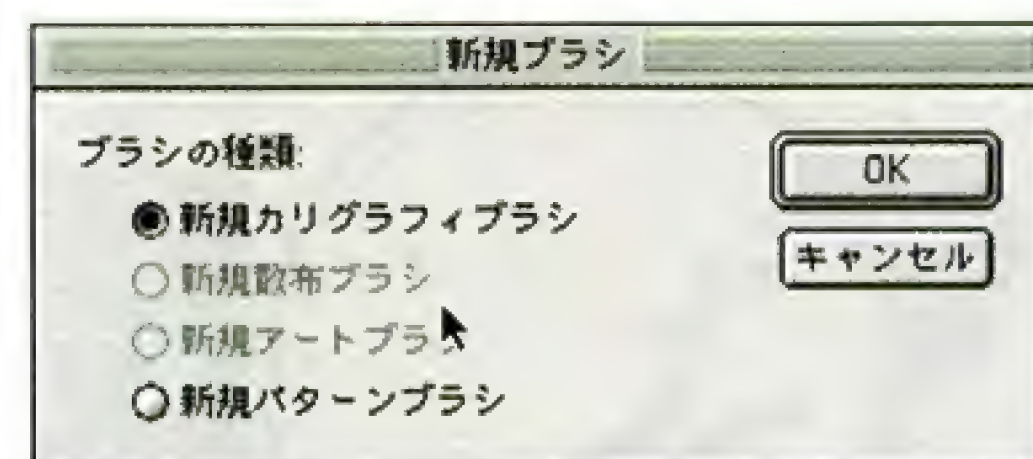 新規ブラシ
ブラシの種類:
新規カリグラフィブラシ
新規散布ブラシ
新規アートブラシ
新規パターンブラシ
OK
キャンセル